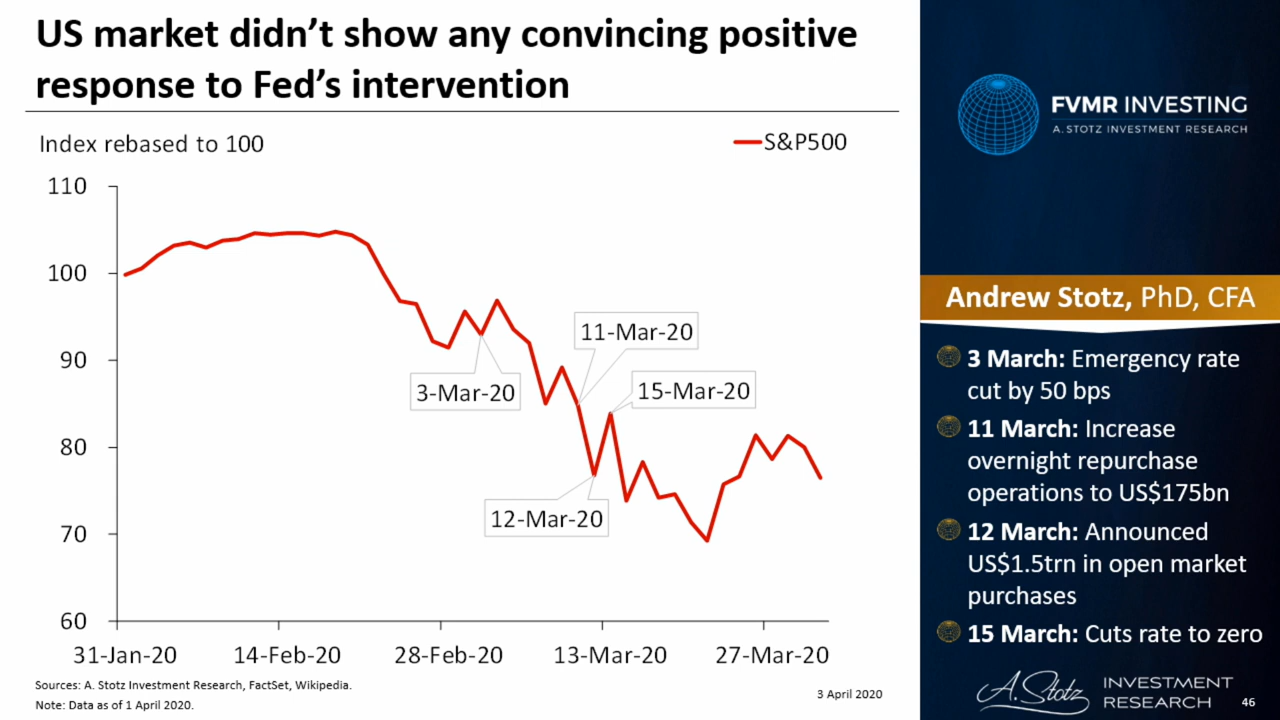 US market didn't show any convincing positive
response to Fed's intervention
Index rebased to 100
S&P500
110
100
90
80
70
60
11-Mar-20
3-Mar-20
15-Mar-20
12-Mar-20
31-Jan-20
14-Feb-20
28-Feb-20
13-Mar-20
27-Mar-20
Sources: A. Stotz Investment Research, FactSet, Wikipedia.
Note: Data as of 1 April 2020.
3 April 2020
FVMR INVESTING
A. STOTZ INVESTMENT RESEARCH
Andrew Stotz, PhD, CFA
3 March: Emergency rate
cut by 50 bps
11 March: Increase
overnight repurchase
operations to US$175bn
12 March: Announced
US$1.5trn in open market
purchases
15 March: Cuts rate to zero
A. Stotz
INVESTMENT
RESEARCH
46